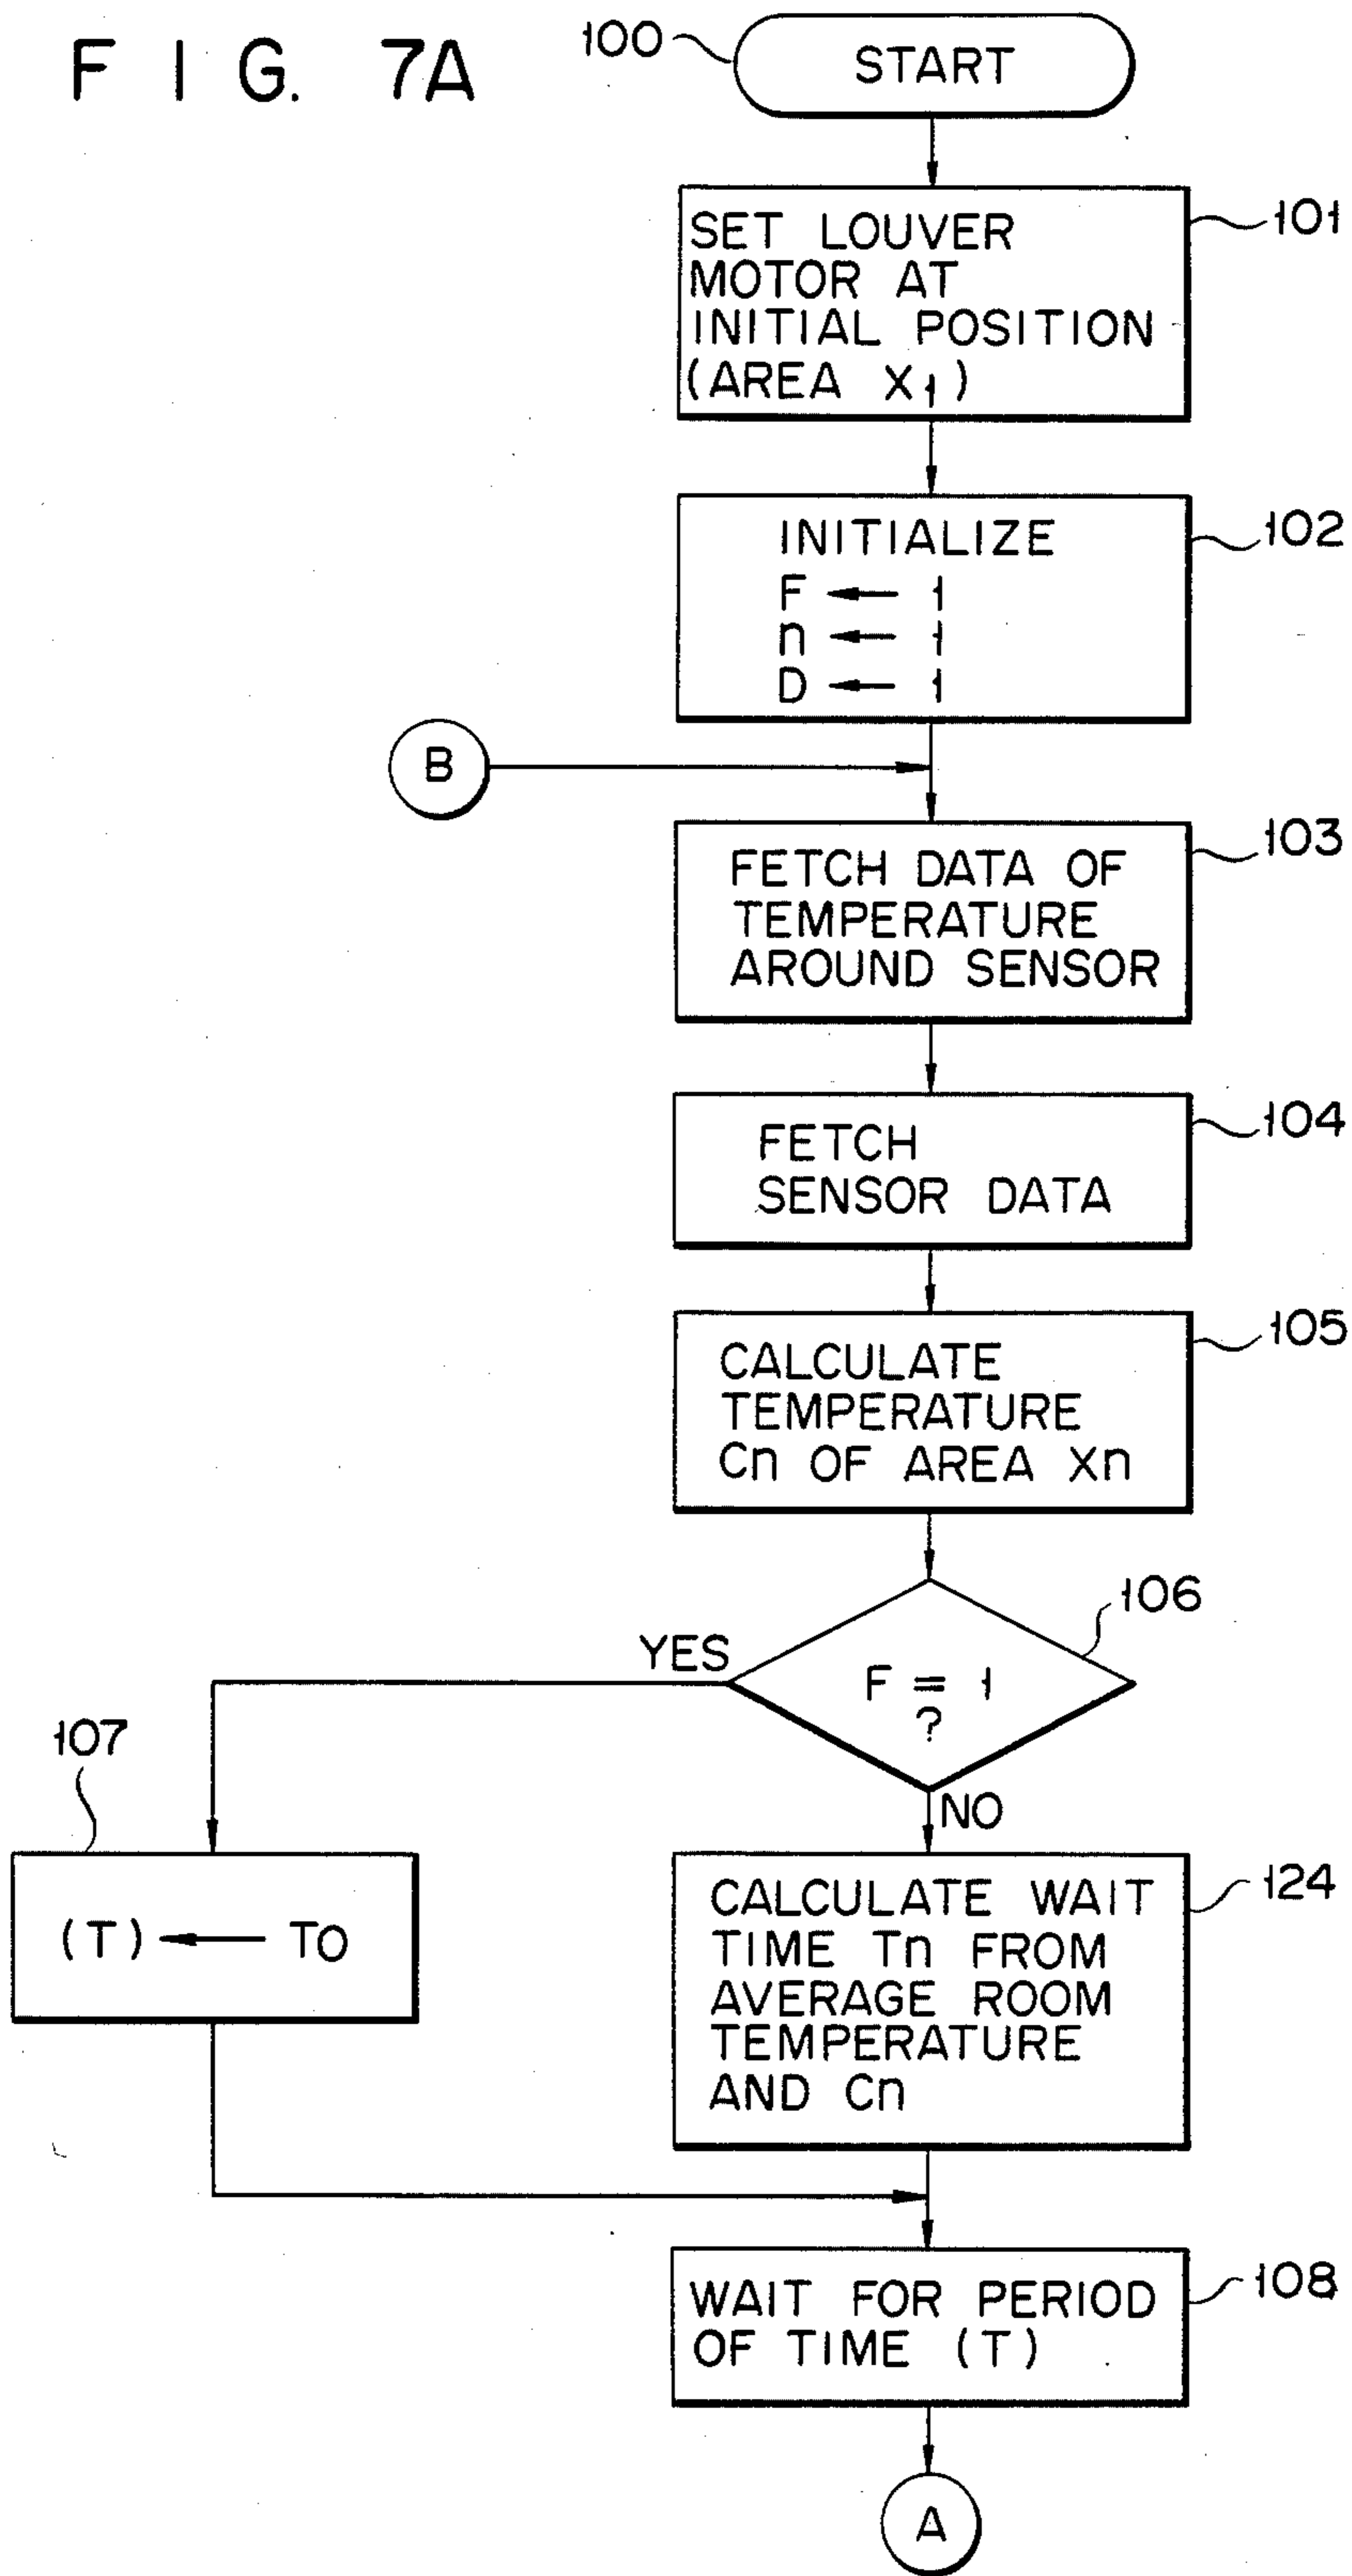 FIG. 7A
100
START
101
SET LOUVER
MOTOR AT
INITIAL POSITION
(AREA X1)
102
INITIALIZE
F ← 1
n ← 1
D ← 1
B
103
FETCH DATA OF
TEMPERATURE
AROUND SENSOR
104
FETCH
SENSOR DATA
105
CALCULATE
TEMPERATURE
Cn OF AREA Xn
106
YES
F = 1
?
NO
107
(T) ← TO
124
CALCULATE WAIT
TIME Tn FROM
AVERAGE ROOM
TEMPERATURE
AND Cn
108
WAIT FOR PERIOD
OF TIME (T)
A